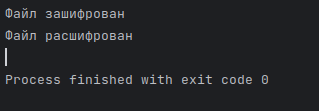 Файл зашифрован
Файл расшифрован
Process finished with exit code 0